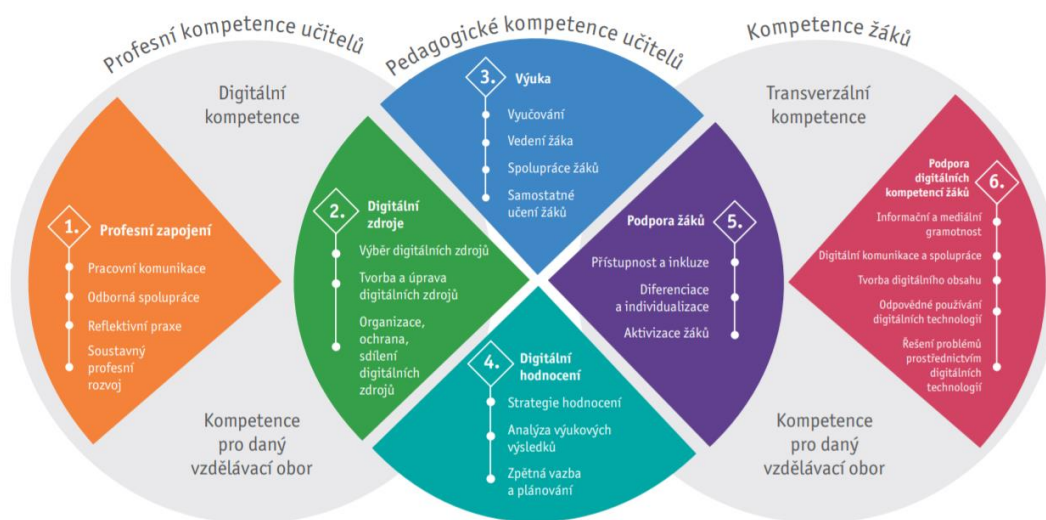 Profesní kompetence učitelů
Pedagogické kompetence učitelů
Kompetence žáků
Digitální
kompetence
Kompetence
pro daný
vzdělávací obor
Transverzální
kompetence
Kompetence
pro daný
vzdělávací obor
1. Profesní zapojení
Pracovní komunikace
Odborná spolupráce
Reflektivní praxe
Soustavný
profesní
rozvoj
2. Digitální
zdroje
Výběr digitálních zdrojů
Tvorba a úprava
digitálních zdrojů
Organizace,
ochrana,
sdílení
digitálních
zdrojů
3. Výuka
Vyučování
Vedení žáka
Spolupráce žáků
Samostatné
učení žáků
4. Digitální
hodnocení
Strategie hodnocení
Analýza výukových
výsledků
Zpětná vazba
a plánování
Podpora žáků 5.
Přístupnost a inkluze
Diferenciace
a individualizace
Aktivizace žáků
Podpora
digitálních
kompetencí žáků 6.
Informační a mediální
gramotnost
Digitální komunikace a spolupráce
Tvorba digitálního obsahu
Odpovědné používání
digitálních technologií
Řešení problémů
prostřednictvím
digitálních
technologií